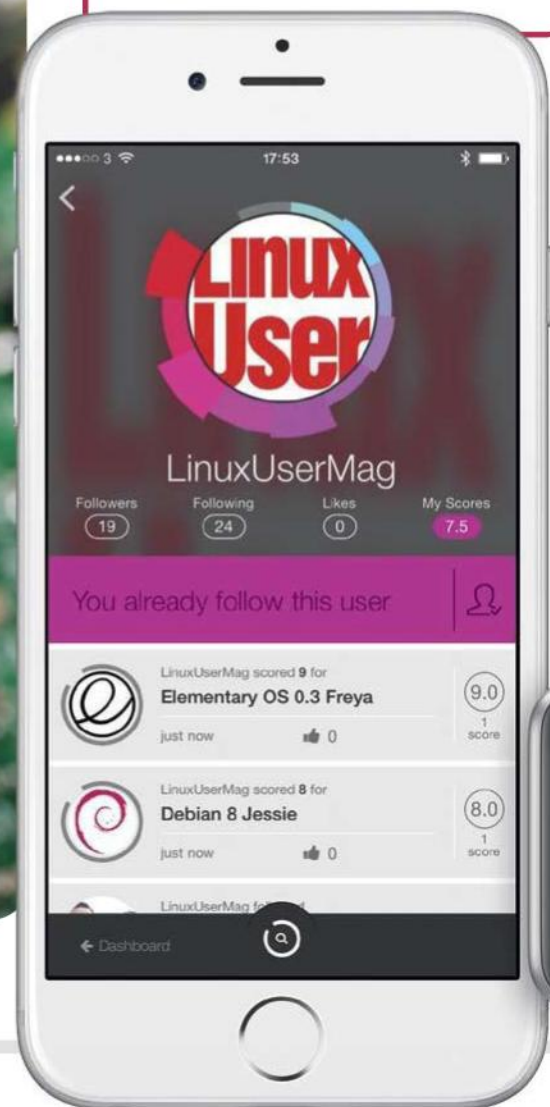 3
17:53
Linux
User
LinuxUserMag
Followers Following Likes My Scores
19 24 0 7.5
You already follow this user
LinuxUserMag scored 9 for
Elementary OS 0.3 Freya
just now 0
9.0
1
score
LinuxUserMag scored 8 for
Debian 8 Jessie
just now 0
8.0
1
score
LinuxUserMag
Dashboard